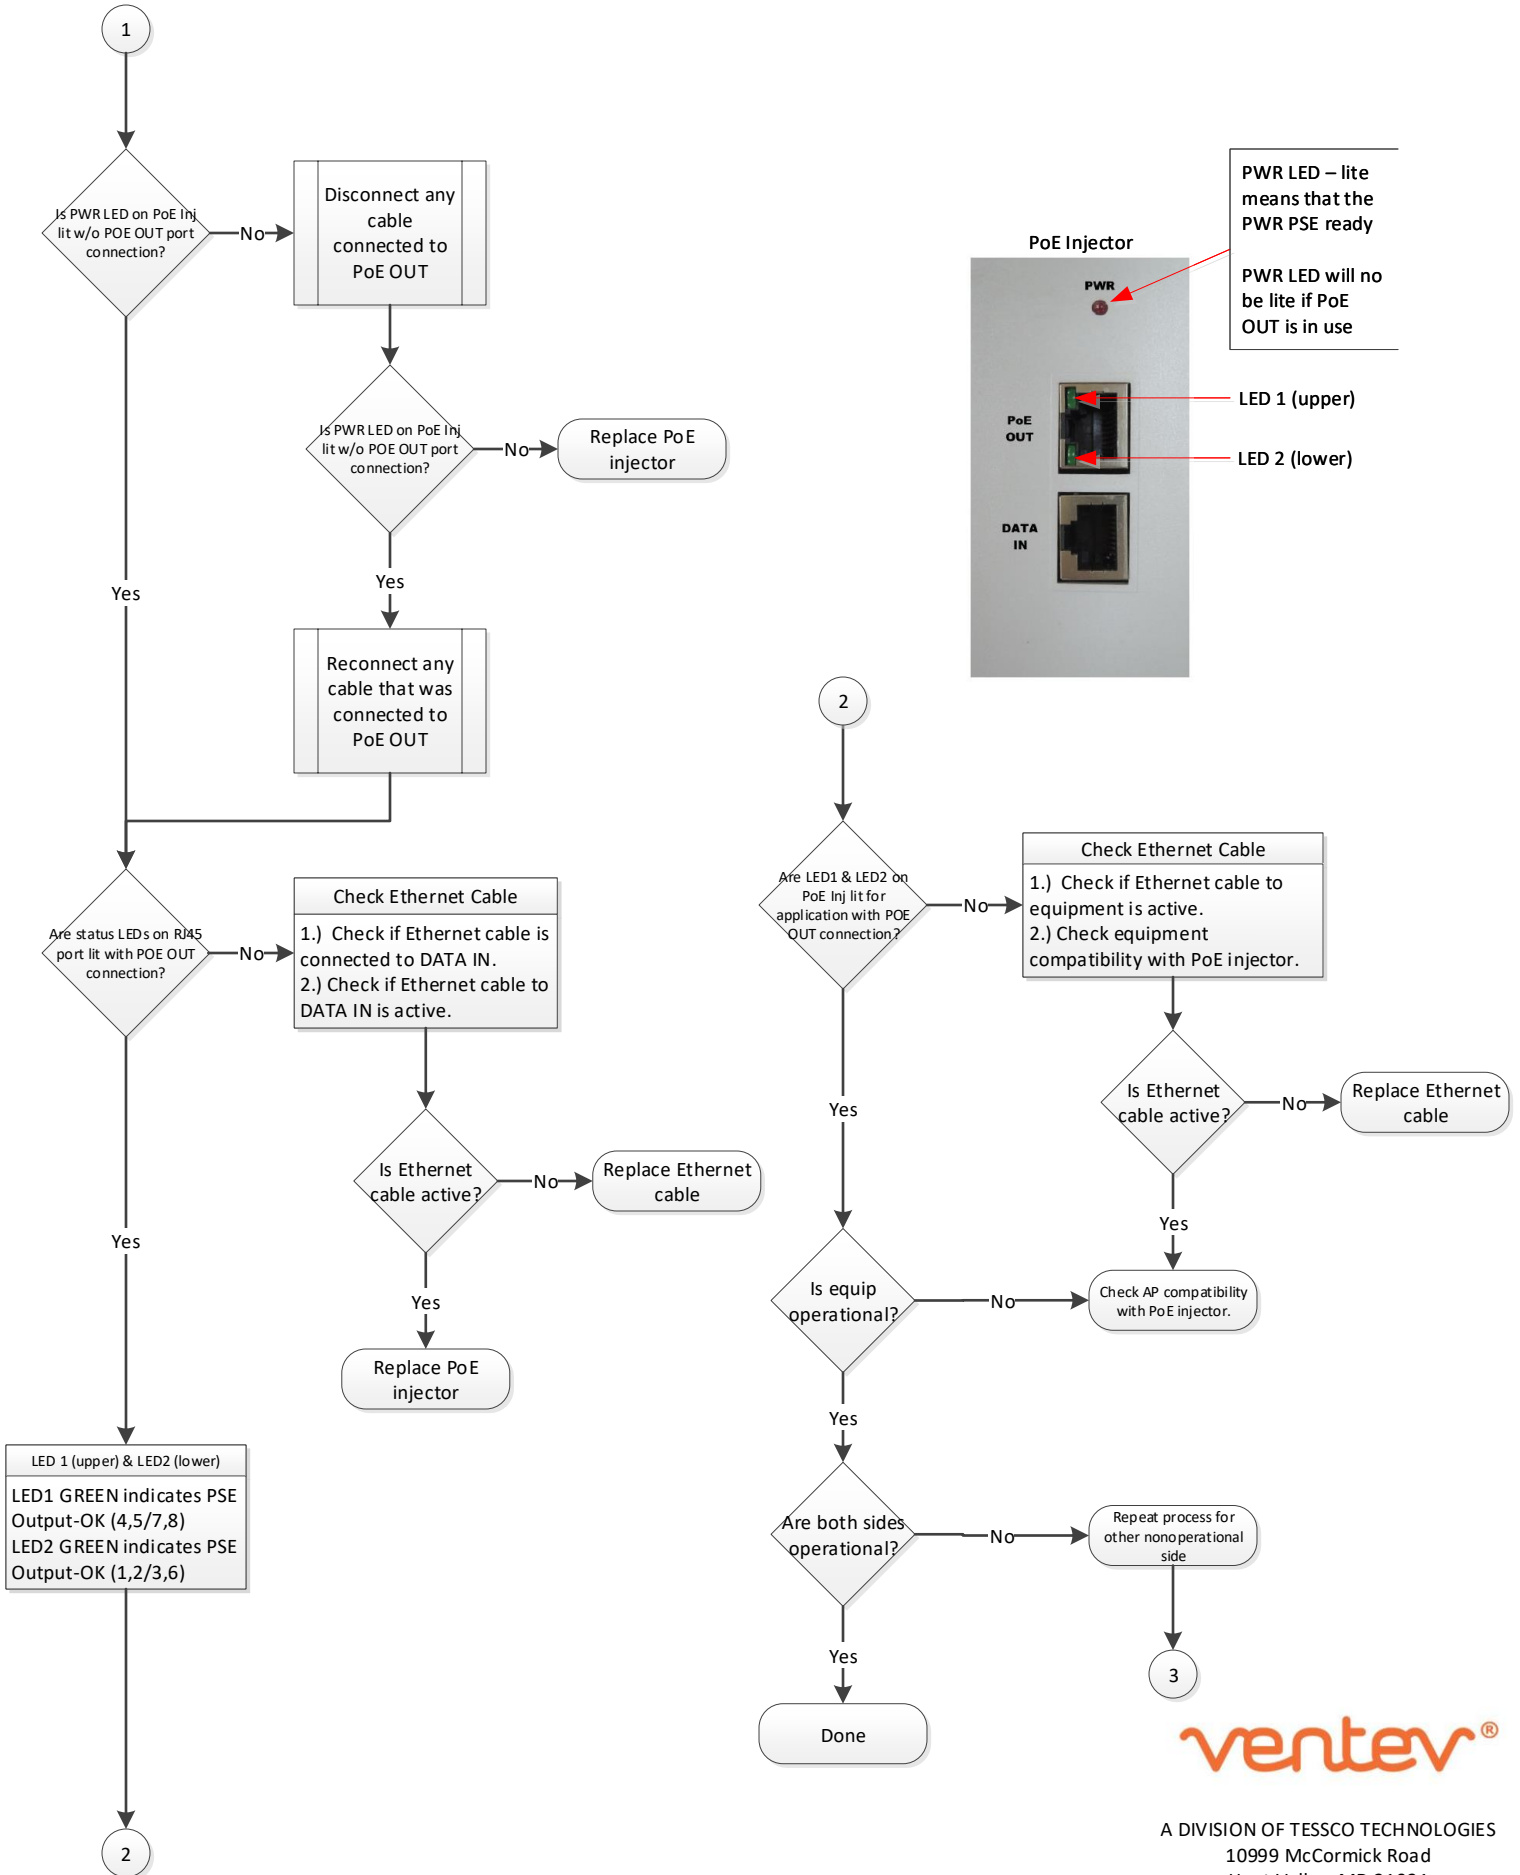 1
Is PWR LED on PoE Inj
lit w/o POE OUT port
connection?
No
Disconnect any
cable
connected to
PoE OUT
Is PWR LED on PoE Inj
lit w/o POE OUT port
connection?
No
Replace PoE
injector
Yes
Yes
Reconnect any
cable that was
connected to
PoE OUT
Are status LEDs on RJ45
port lit with POE OUT
connection?
No
Check Ethernet Cable
1.) Check if Ethernet cable is
connected to DATA IN.
2.) Check if Ethernet cable to
DATA IN is active.
Is Ethernet
cable active?
No
Replace Ethernet
cable
Yes
Replace PoE
injector
Yes
LED 1 (upper) & LED2 (lower)
LED1 GREEN indicates PSE
Output-OK (4,5/7,8)
LED2 GREEN indicates PSE
Output-OK (1,2/3,6)
2
PoE Injector
PWR
PoE
OUT
DATA
IN
PWR LED – lite
means that the
PWR PSE ready
PWR LED will no
be lite if PoE
OUT is in use
LED 1 (upper)
LED 2 (lower)
2
Are LED1 & LED2 on
PoE Inj lit for
application with POE
OUT connection?
No
Check Ethernet Cable
1.) Check if Ethernet cable to
equipment is active.
2.) Check equipment
compatibility with PoE injector.
Is Ethernet
cable active?
No
Replace Ethernet
cable
Yes
Yes
Is equip
operational?
No
Check AP compatibility
with PoE injector.
Yes
Are both sides
operational?
No
Repeat process for
other nonoperational
side
3
Yes
Done
ventev®
A DIVISION OF TESSCO TECHNOLOGIES
10999 McCormick Road